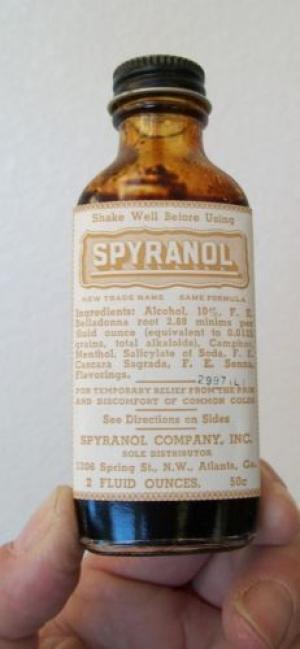 Shake Well Before Using
SPYRANOL
NEW TRADE NAME SAME FORMULA
Ingredients: Alcohol, 10%, F. E.
Belladonna root 2.69 minims per
fluid ounce (equivalent to 0.0125
grains, total alkaloids), Camphor,
Menthol, Salicylate of Soda, F. E.
Cascara Sagrada, F. E. Senna,
Flavorings.
FOR TEMPORARY RELIEF FROM THE PAIN
AND DISCOMFORT OF COMMON COLDS
See Directions on Sides
SPYRANOL COMPANY, INC.
SOLE DISTRIBUTOR
Spring St., N.W., Atlanta, Ga.
2 FLUID OUNCES. 50c